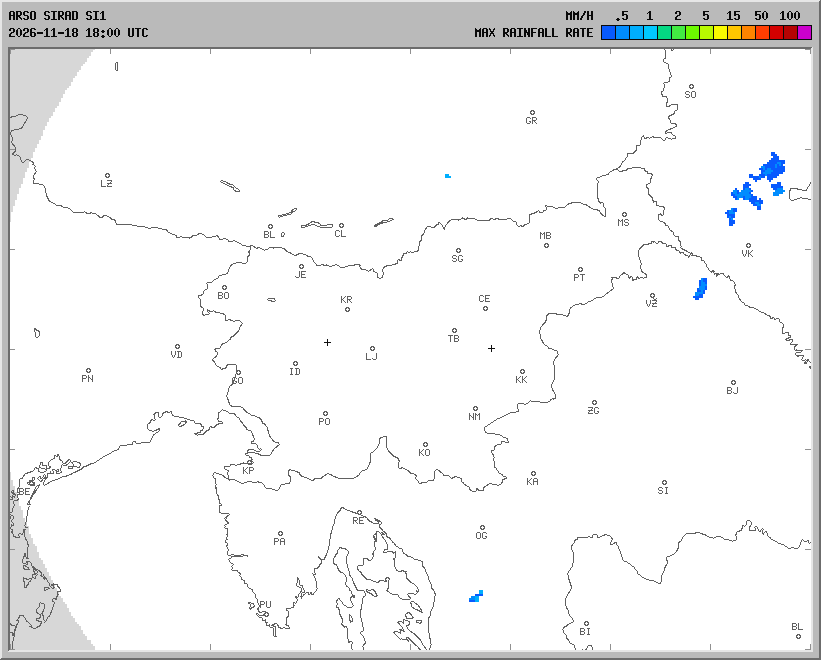 ARSO SIRAD SI1
2026-11-18 18:00 UTC
MM/H .5 1 2 5 15 50 100
MAX RAINFALL RATE
SO
GR
LZ
MS
BL
CL
MB
VK
SG
JE
PT
BO
KR
CE
VZ
TB
VD
LJ
ID
PN
GO
KK
BJ
ZG
NM
PO
KO
KP
KA
BE
SI
RE
OG
PA
PU
BI
BL